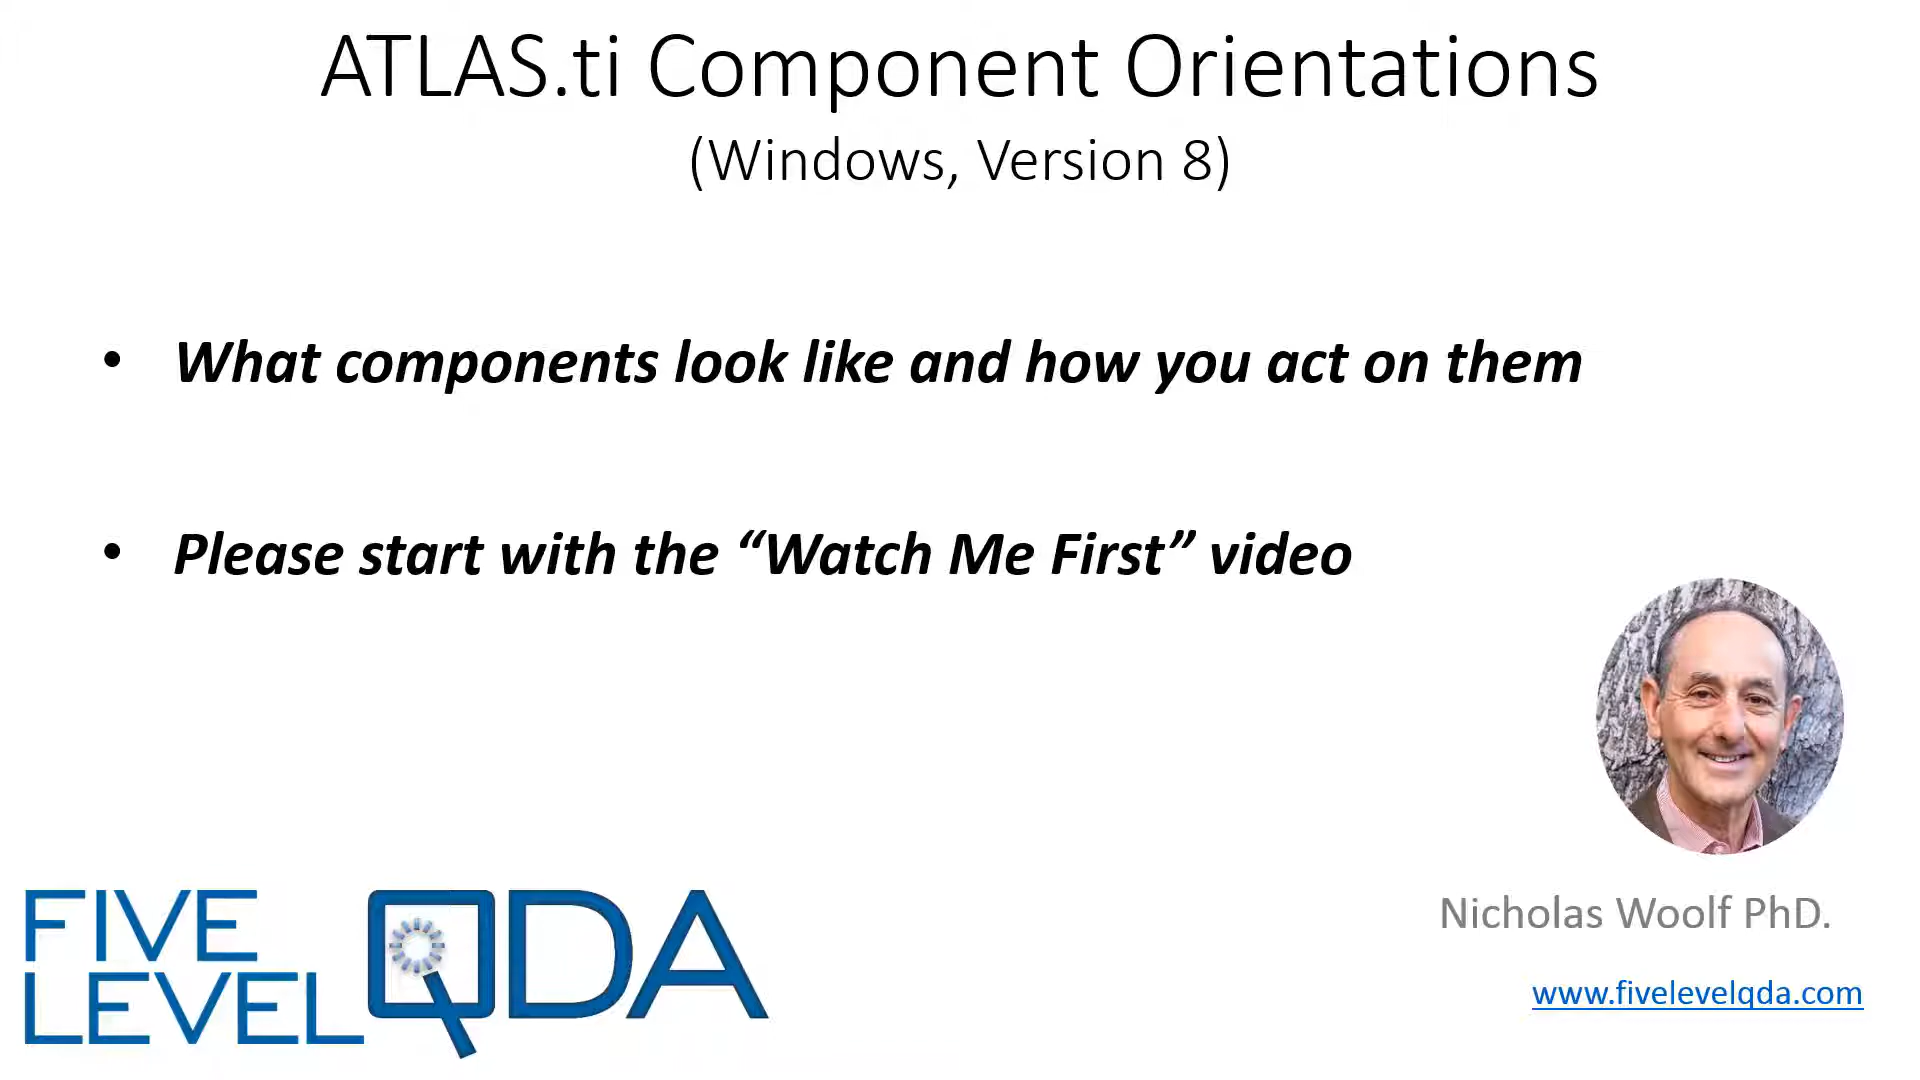 ATLAS.ti Component Orientations
(Windows, Version 8)
• What components look like and how you act on them
• Please start with the “Watch Me First” video
FIVE
LEVEL
QDA
Nicholas Woolf PhD.
www.fivelevelqda.com